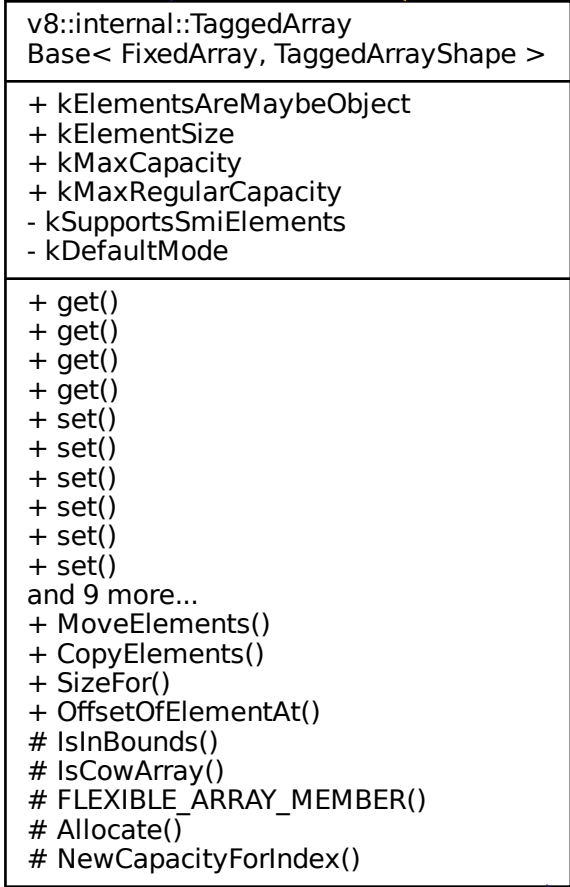 v8::internal::TaggedArray
Base< FixedArray, TaggedArrayShape >
+ kElementsAreMaybeObject
+ kElementSize
+ kMaxCapacity
+ kMaxRegularCapacity
- kSupportsSmiElements
- kDefaultMode
+ get()
+ get()
+ get()
+ get()
+ set()
+ set()
+ set()
+ set()
+ set()
+ set()
and 9 more...
+ MoveElements()
+ CopyElements()
+ SizeFor()
+ OffsetOfElementAt()
# IsInBounds()
# IsCowArray()
# FLEXIBLE_ARRAY_MEMBER()
# Allocate()
# NewCapacityForIndex()